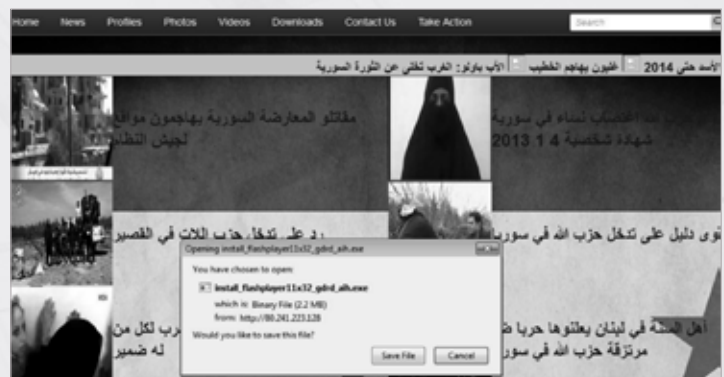 Home News Profiles Photos Videos Downloads Contact Us Take Action
Search
الأسد حتى 2014 غليون يهاجم الخطيب الأب باولو: الغرب تخلى عن الثورة السورية
الله اغتصاب نساء في سورية
شهادة شخصية 4 1 2013
مقاتلو المعارضة السورية يهاجمون مواقع
لجيش النظام
أقوى دليل على تدخل حزب الله في سوريا
رد على تدخل حزب اللات في القصير
أهل السنة في لبنان يعلنوها حربا
مرتزقة حزب الله في سوريا
لكل من
له ضمير
Opening install_flashplayer11x32_gdrd_aih.exe
You have chosen to open:
install_flashplayer11x32_gdrd_aih.exe
which is: Binary File (2.2 MB)
from: http://80.241.223.128
Would you like to save this file?
Save File Cancel